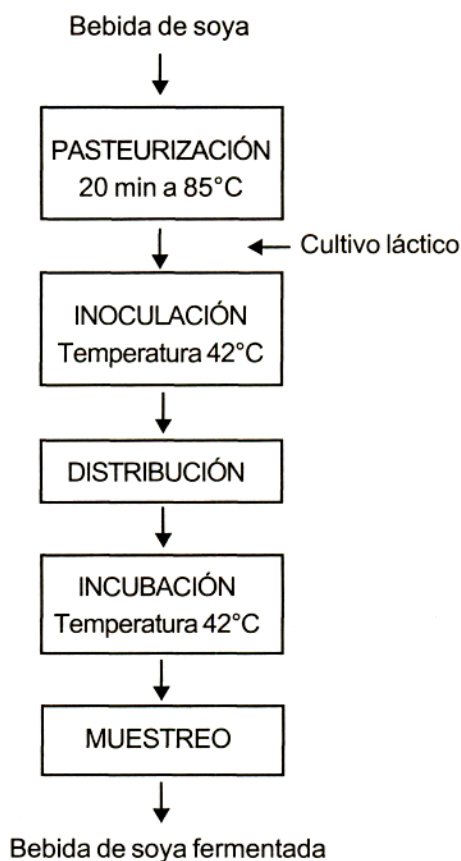 Bebida de soya
PASTEURIZACIÓN
20 min a 85°C
Cultivo láctico
INOCULACIÓN
Temperatura 42°C
DISTRIBUCIÓN
INCUBACIÓN
Temperatura 42°C
MUESTREO
Bebida de soya fermentada